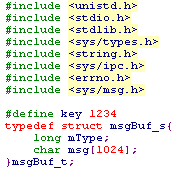 #include <unistd.h>
#include <stdio.h>
#include <stdlib.h>
#include <sys/types.h>
#include <string.h>
#include <sys/ipc.h>
#include <errno.h>
#include <sys/msg.h>
#define key 1234
typedef struct msgBuf_s{
long mType;
char msg[1024];
}msgBuf_t;